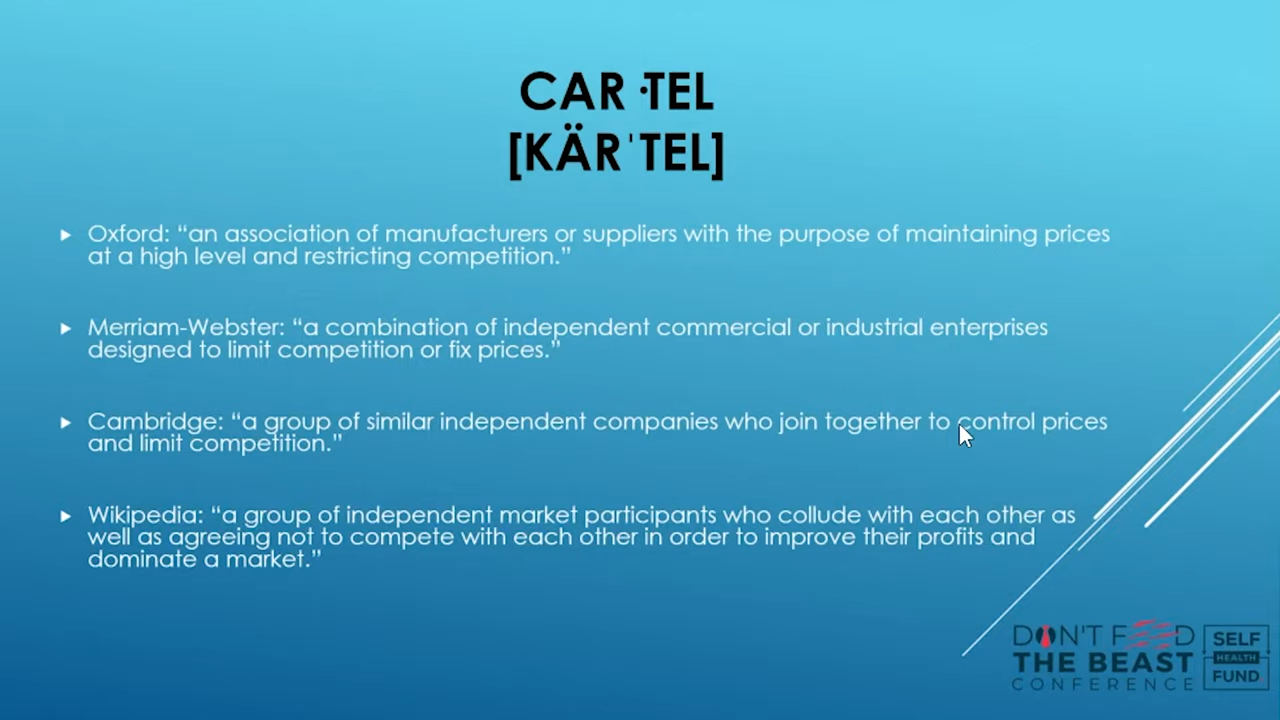 CAR ·TEL
[KÄRˈTEL]
Oxford: “an association of manufacturers or suppliers with the purpose of maintaining prices
at a high level and restricting competition.”
Merriam-Webster: “a combination of independent commercial or industrial enterprises
designed to limit competition or fix prices.”
Cambridge: “a group of similar independent companies who join together to control prices
and limit competition.”
Wikipedia: “a group of independent market participants who collude with each other as
well as agreeing not to compete with each other in order to improve their profits and
dominate a market.”
DON'T FEED
THE BEAST
CONFERENCE
SELF
HEALTH
FUND